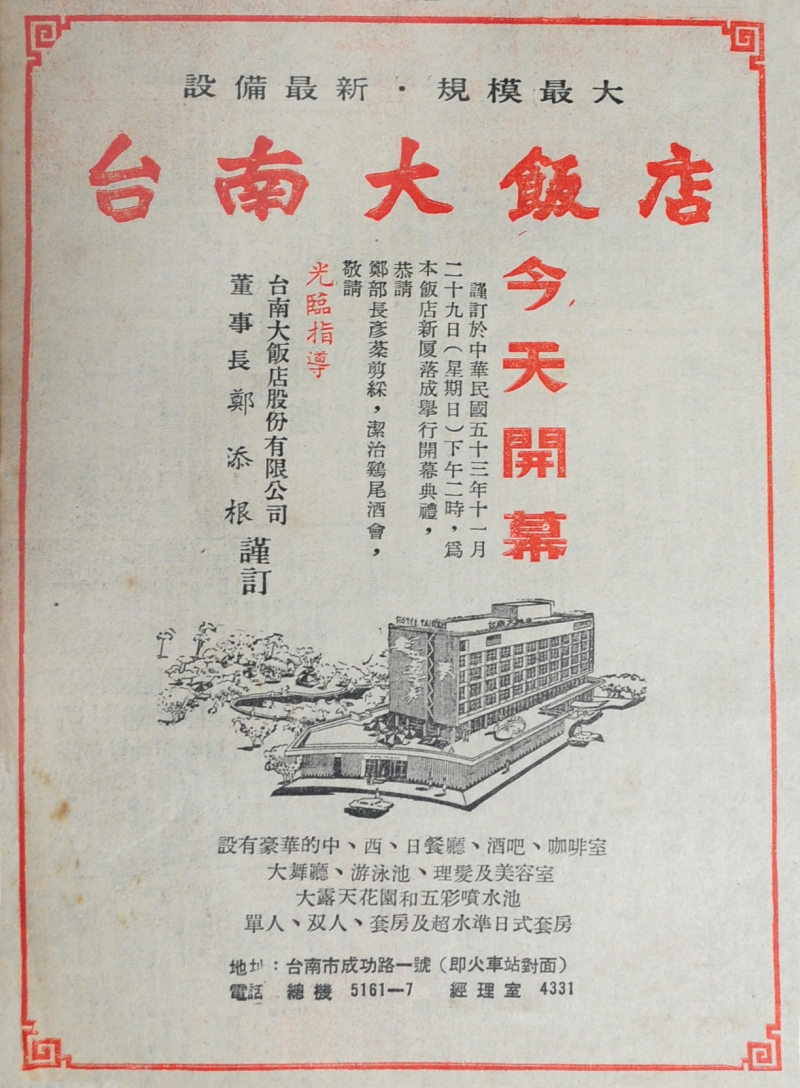 設備最新・規模最大
台南大飯店
今天開幕
謹訂於中華民國五十三年十一月
二十九日(星期日)下午二時,為
本飯店新厦落成舉行開幕典禮,
恭請
鄭部長彥棻剪綵,潔治鷄尾酒會,
敬請
光臨指導
台南大飯店股份有限公司
董事長鄭添根謹訂
HOTEL TAINAN
台南大飯店
設有豪華的中、西、日餐廳、酒吧、咖啡室
大舞廳、游泳池、理髮及美容室
大露天花園和五彩噴水池
單人、双人、套房及超水準日式套房
地址:台南市成功路一號(即火車站對面)
電話 總機 5161—7 經理室 4331